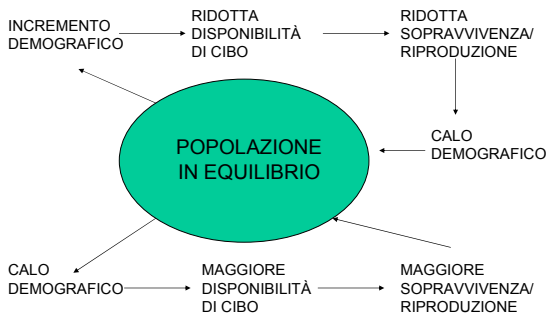 INCREMENTO
DEMOGRAFICO
RIDOTTA
DISPONIBILITÀ
DI CIBO
RIDOTTA
SOPRAVVIVENZA/
RIPRODUZIONE
POPOLAZIONE
IN EQUILIBRIO
CALO
DEMOGRAFICO
CALO
DEMOGRAFICO
MAGGIORE
DISPONIBILITÀ
DI CIBO
MAGGIORE
SOPRAVVIVENZA/
RIPRODUZIONE